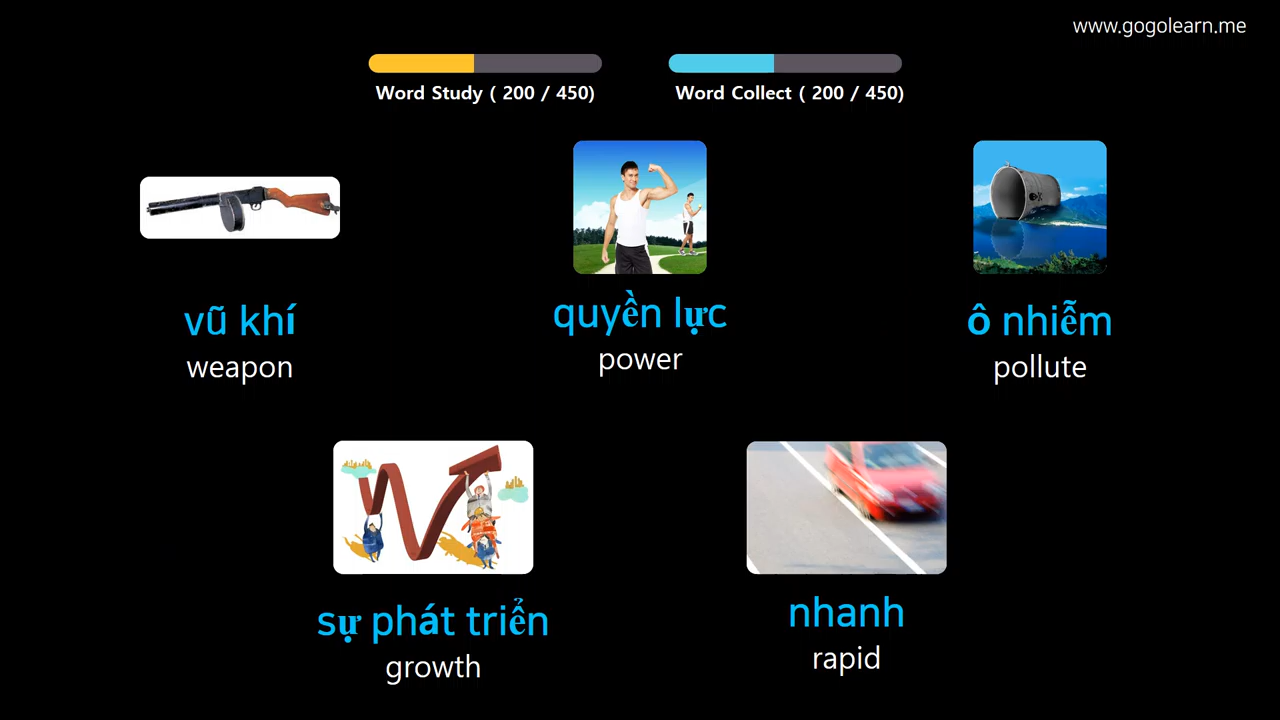 www.gogolearn.me
Word Study ( 200 / 450)
Word Collect ( 200 / 450)
vũ khí
weapon
quyền lực
power
ô nhiễm
pollute
sự phát triển
growth
nhanh
rapid